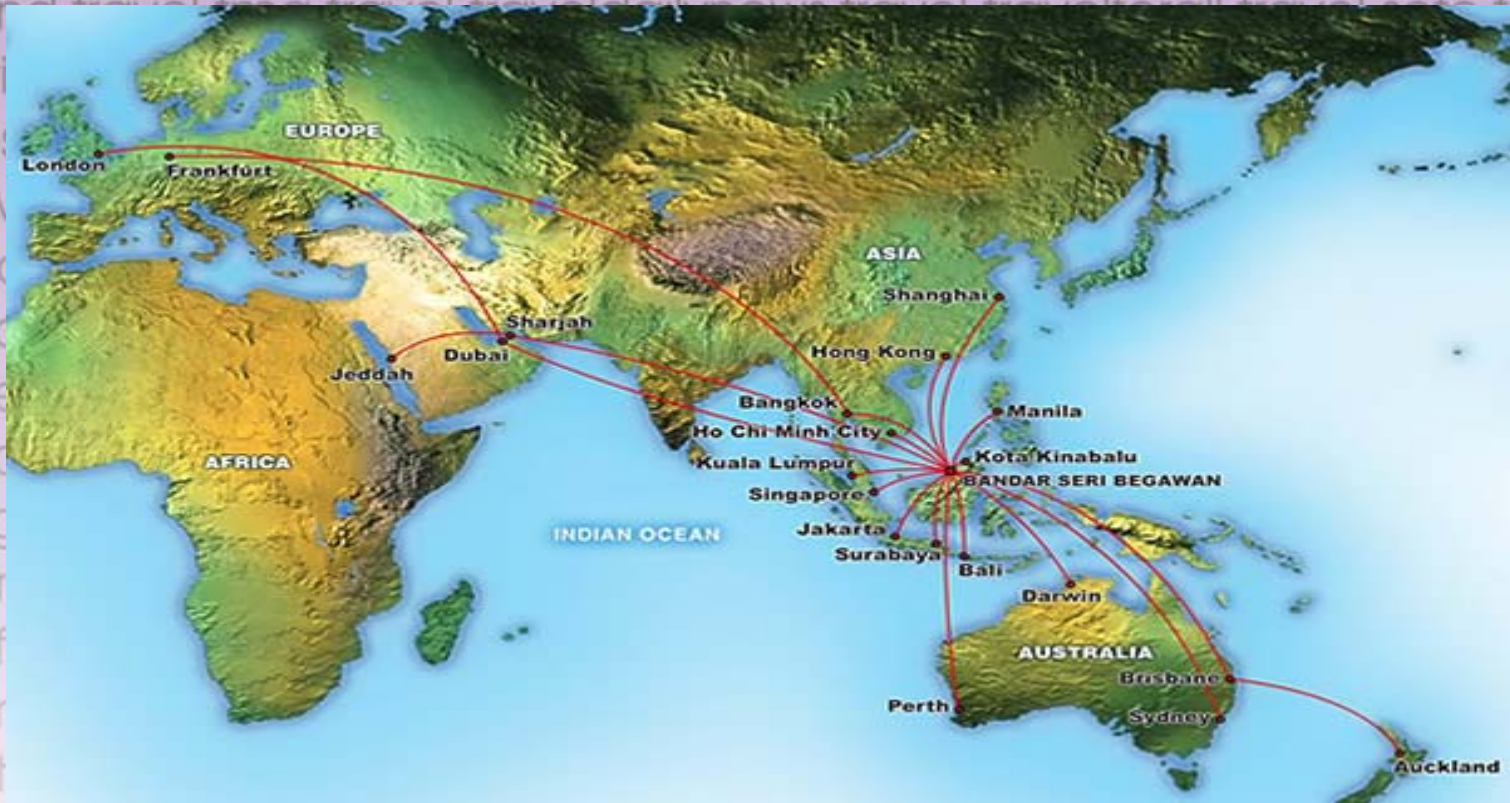 EUROPE
London
Frankfurt
ASIA
Shanghai
Sharjah
Dubai
Hong Kong
Jeddah
Bangkok
Manila
Ho Chi Minh City
AFRICA
Kuala Lumpur
Kota Kinabalu
BANDAR SERI BEGAWAN
Singapore
INDIAN OCEAN
Jakarta
Surabaya
Bali
Darwin
AUSTRALIA
Brisbane
Perth
Sydney
Auckland